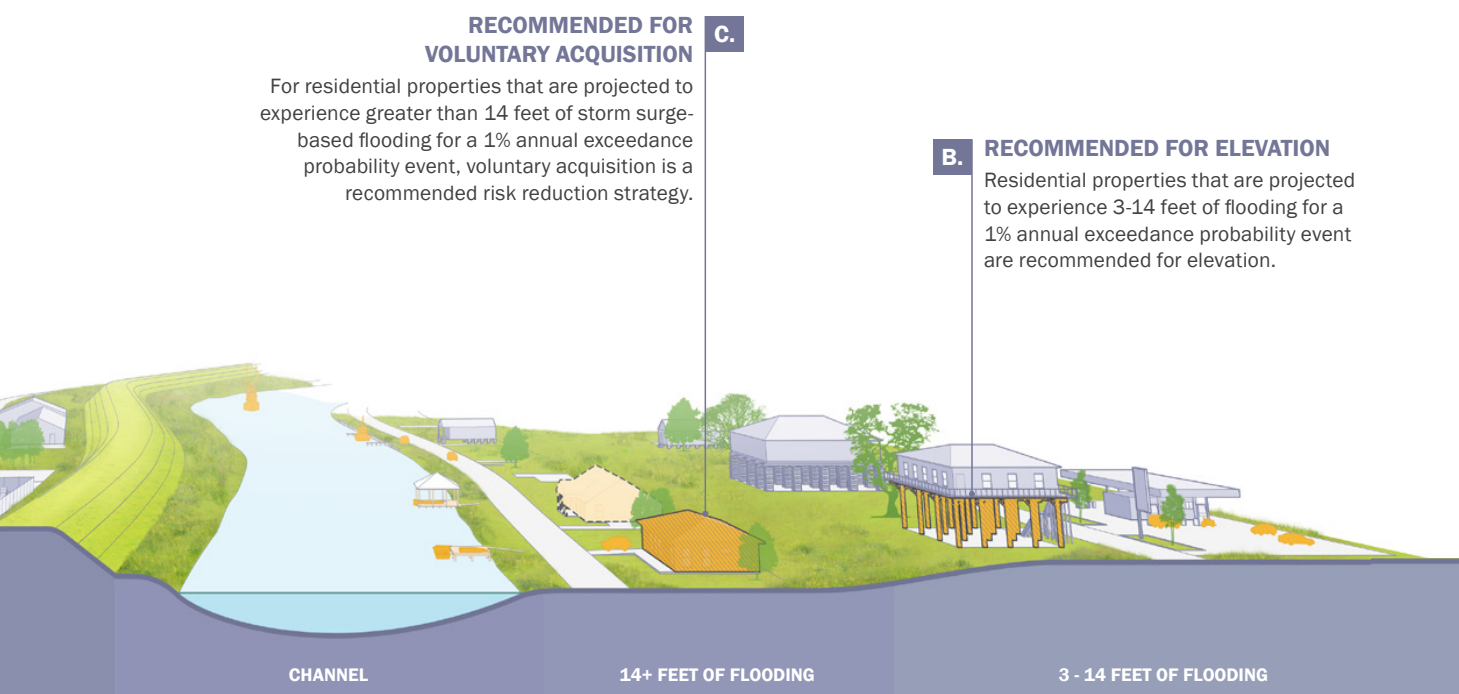 RECOMMENDED FOR
VOLUNTARY ACQUISITION
C.
For residential properties that are projected to
experience greater than 14 feet of storm surge-
based flooding for a 1% annual exceedance
probability event, voluntary acquisition is a
recommended risk reduction strategy.
B.
RECOMMENDED FOR ELEVATION
Residential properties that are projected
to experience 3-14 feet of flooding for a
1% annual exceedance probability event
are recommended for elevation.
CHANNEL
14+ FEET OF FLOODING
3 - 14 FEET OF FLOODING